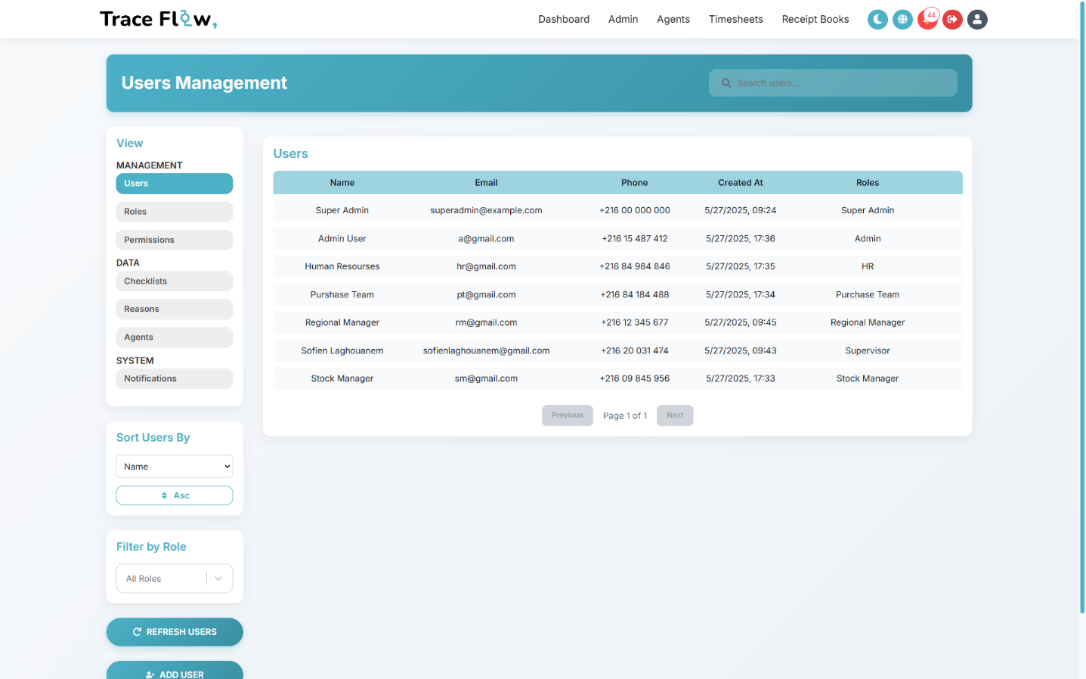 Trace Flow,
Dashboard Admin Agents Timesheets Receipt Books 44
Users Management
Search users...
View
MANAGEMENT
Users
Roles
Permissions
DATA
Checklists
Reasons
Agents
SYSTEM
Notifications
Sort Users By
Name
Asc
Filter by Role
All Roles
REFRESH USERS
ADD USER
Users
Name Email Phone Created At Roles
Super Admin superadmin@example.com +216 00 000 000 5/27/2025, 09:24 Super Admin
Admin User a@gmail.com +216 15 487 412 5/27/2025, 17:36 Admin
Human Resourses hr@gmail.com +216 84 984 846 5/27/2025, 17:35 HR
Purshase Team pt@gmail.com +216 84 184 488 5/27/2025, 17:34 Purchase Team
Regional Manager rm@gmail.com +216 12 345 677 5/27/2025, 09:45 Regional Manager
Sofien Laghouanem sofienlaghouanem@gmail.com +216 20 031 474 5/27/2025, 09:43 Supervisor
Stock Manager sm@gmail.com +216 09 845 956 5/27/2025, 17:33 Stock Manager
Previous Page 1 of 1 Next